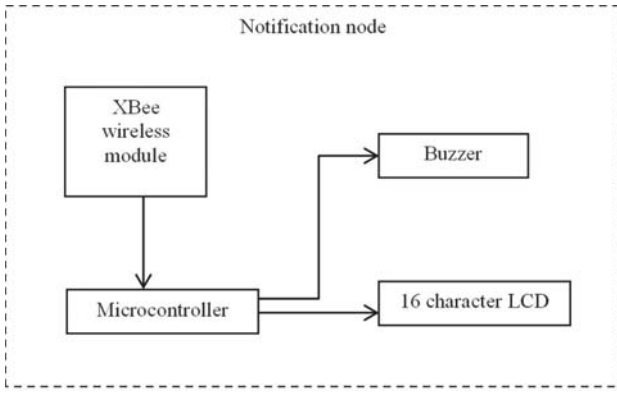 Notification node
XBee
wireless
module
Buzzer
Microcontroller
16 character LCD